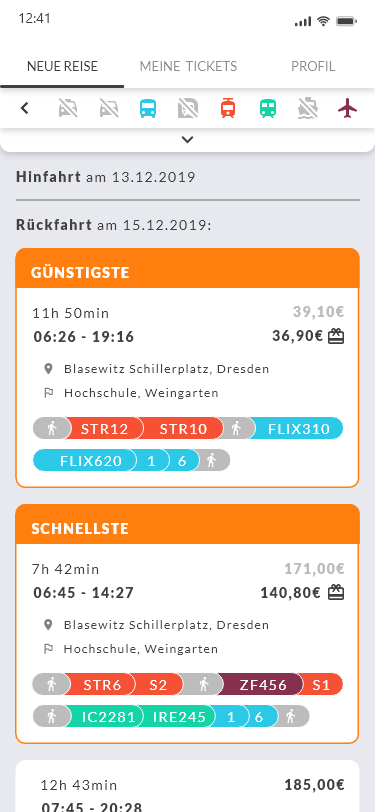 12:41
NEUE REISE MEINE TICKETS PROFIL
Hinfahrt am 13.12.2019
Rückfahrt am 15.12.2019:
GÜNSTIGSTE
11h 50min 39,10€
06:26 - 19:16 36,90€
Blasewitz Schillerplatz, Dresden
Hochschule, Weingarten
STR12 STR10 FLIX310
FLIX620 1 6
SCHNELLSTE
7h 42min 171,00€
06:45 - 14:27 140,80€
Blasewitz Schillerplatz, Dresden
Hochschule, Weingarten
STR6 S2 ZF456 S1
IC2281 IRE245 1 6
12h 43min 185,00€
07:45 - 20:28